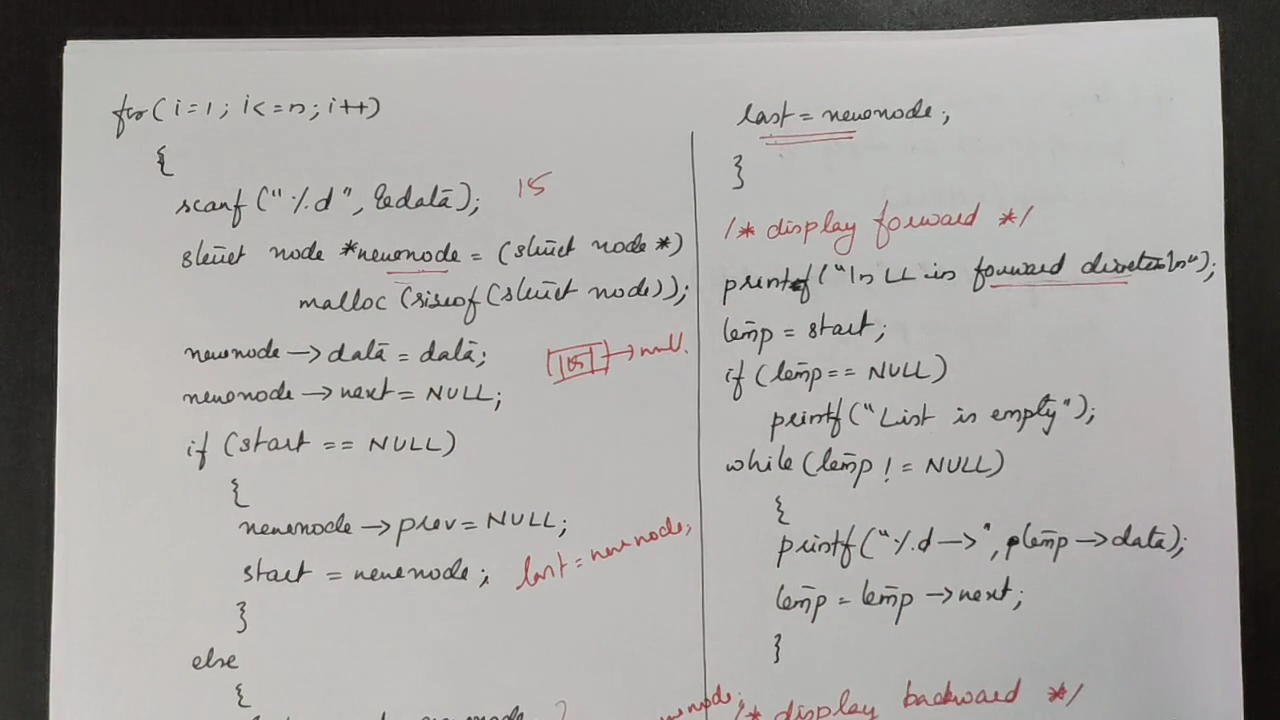 for(i=1; i<=n; i++)
{
scanf("%d", &data); 15
struct node *newnode = (struct node *)
malloc (sizeof(struct node));
newnode → data = data;
15 → null.
newnode → next = NULL;
if (start == NULL)
{
newnode → prev = NULL;
start = newnode; last = newnode;
}
else
{
last = newnode;
}
/* display forward */
printf("\n LL in forward \n");
temp = start;
if (temp == NULL)
printf("List is empty");
while (temp != NULL)
{
printf("%d →", ptemp → data);
temp = temp → next;
}
/* display backward */